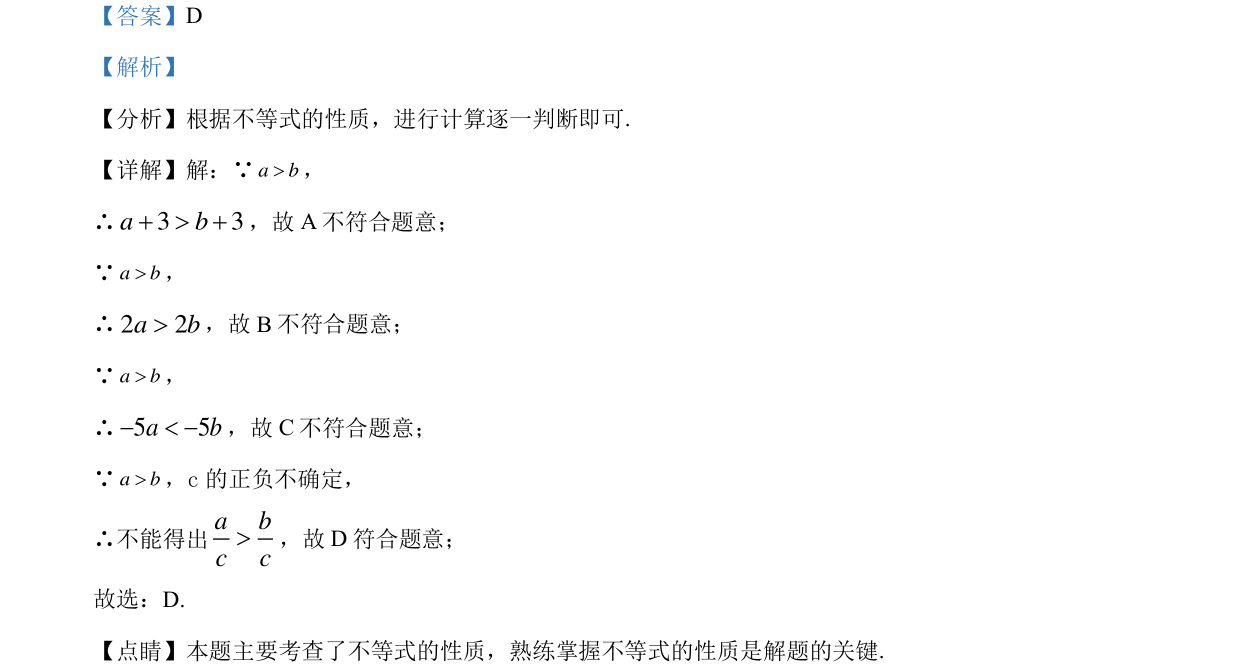 【答案】D
【解析】
【分析】根据不等式的性质，进行计算逐一判断即可.
【详解】解：∵a>b，
∴a+3>b+3，故 A 不符合题意；
∵a>b，
∴2a>2b，故 B 不符合题意；
∵a>b，
∴−5a<−5b，故 C 不符合题意；
∵a>b，c 的正负不确定，
∴不能得出a/c>b/c，故 D 符合题意；
故选：D.
【点睛】本题主要考查了不等式的性质，熟练掌握不等式的性质是解题的关键.